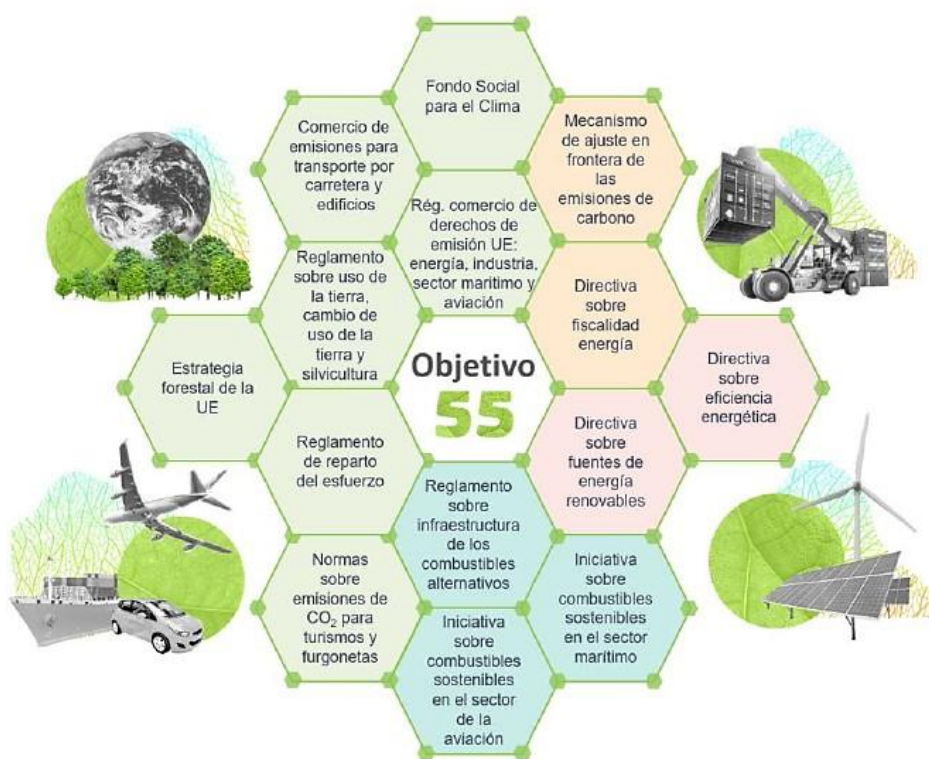 Fondo Social
para el Clima
Comercio de
emisiones para
transporte por
carretera y
edificios
Mecanismo
de ajuste en
frontera de
las
emisiones de
carbono
Rég. comercio de
derechos de
emisión UE:
energía, industria,
sector marítimo y
aviación
Reglamento
sobre uso de
la tierra,
cambio de
uso de la
tierra y
silvicultura
Directiva
sobre
fiscalidad
energía
Estrategia
forestal de la
UE
Objetivo
55
Directiva
sobre
eficiencia
energética
Reglamento
de reparto
del esfuerzo
Directiva
sobre
fuentes de
energía
renovables
Reglamento
sobre
infraestructura
de los
combustibles
alternativos
Normas
sobre
emisiones de
CO₂ para
turismos y
furgonetas
Iniciativa
sobre
combustibles
sostenibles
en el sector
marítimo
Iniciativa
sobre
combustibles
sostenibles
en el sector
de la
aviación